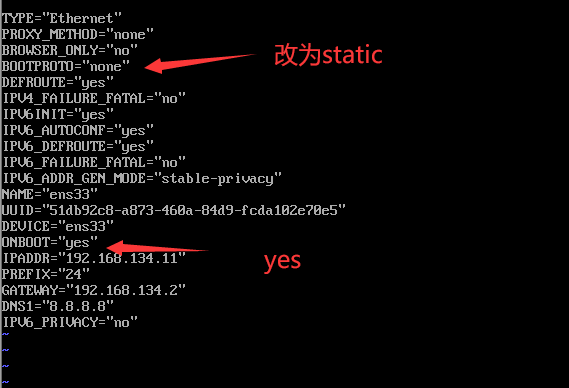 TYPE="Ethernet"
PROXY_METHOD="none"
BROWSER_ONLY="no"
BOOTPROTO="none"
改为static
DEFROUTE="yes"
IPV4_FAILURE_FATAL="no"
IPV6INIT="yes"
IPV6_AUTOCONF="yes"
IPV6_DEFROUTE="yes"
IPV6_FAILURE_FATAL="no"
IPV6_ADDR_GEN_MODE="stable-privacy"
NAME="ens33"
UUID="51db92c8-a873-460a-84d9-fcda102e70e5"
DEVICE="ens33"
ONBOOT="yes"
yes
IPADDR="192.168.134.11"
PREFIX="24"
GATEWAY="192.168.134.2"
DNS1="8.8.8.8"
IPV6_PRIVACY="no"
~
~
~
~